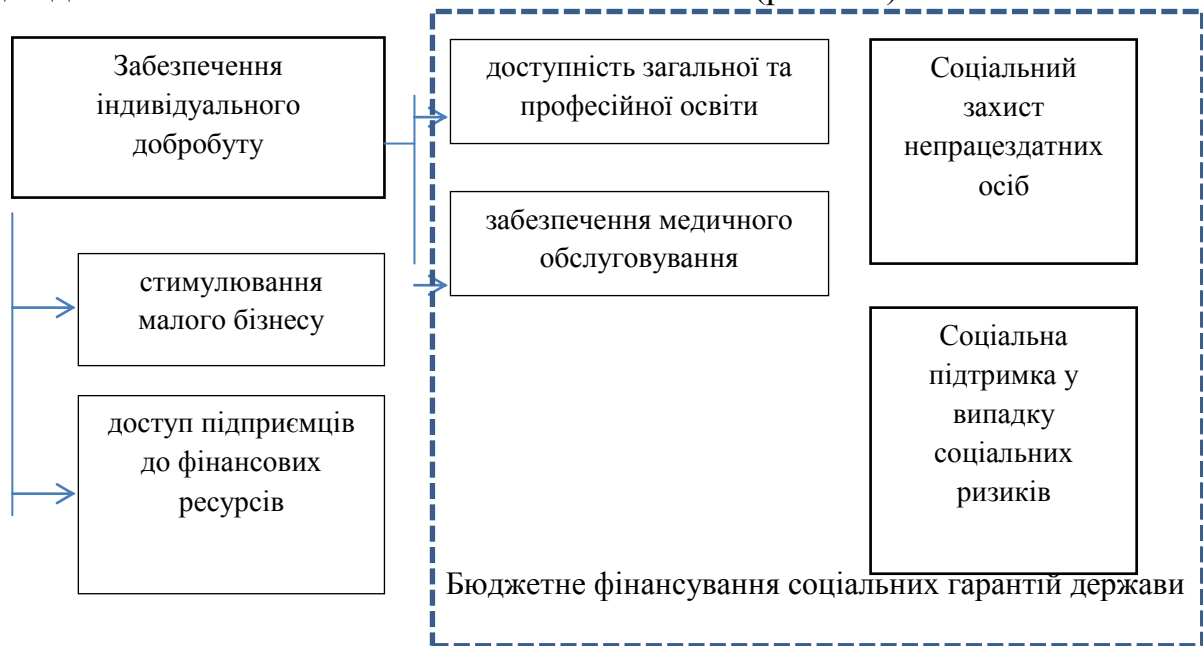 Забезпечення
індивідуального
добробуту
стимулювання
малого бізнесу
доступ підприємців
до фінансових
ресурсів
доступність загальної та
професійної освіти
забезпечення медичного
обслуговування
Соціальний
захист
непрацездатних
осіб
Соціальна
підтримка у
випадку
соціальних
ризиків
Бюджетне фінансування соціальних гарантій держави